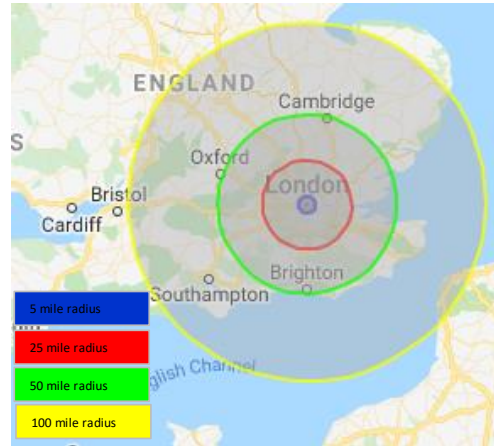 ENGLAND
Cambridge
S
Oxford
London
Bristol
Cardiff
Brighton
Southampton
5 mile radius
25 mile radius
50 mile radius
100 mile radius
glish Channel